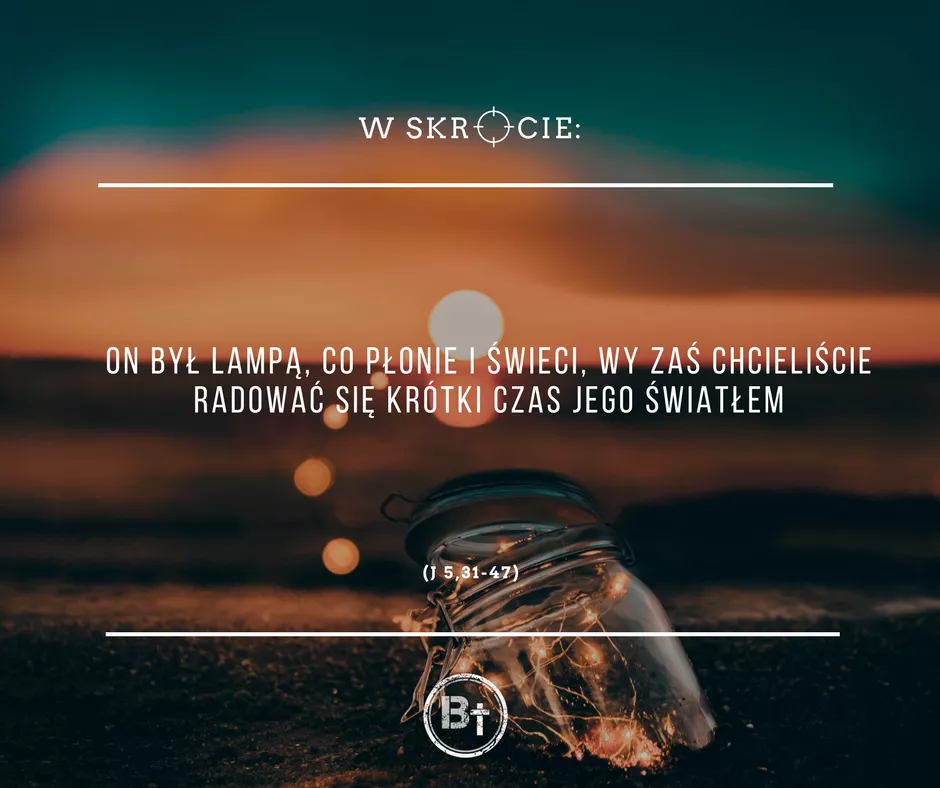 W SKRÓCIE:
ON BYŁ LAMPĄ, CO PŁONIE I ŚWIECI, WY ZAŚ CHCIELIŚCIE
RADOWAĆ SIĘ KRÓTKI CZAS JEGO ŚWIATŁEM
(J 5,31-47)
B†